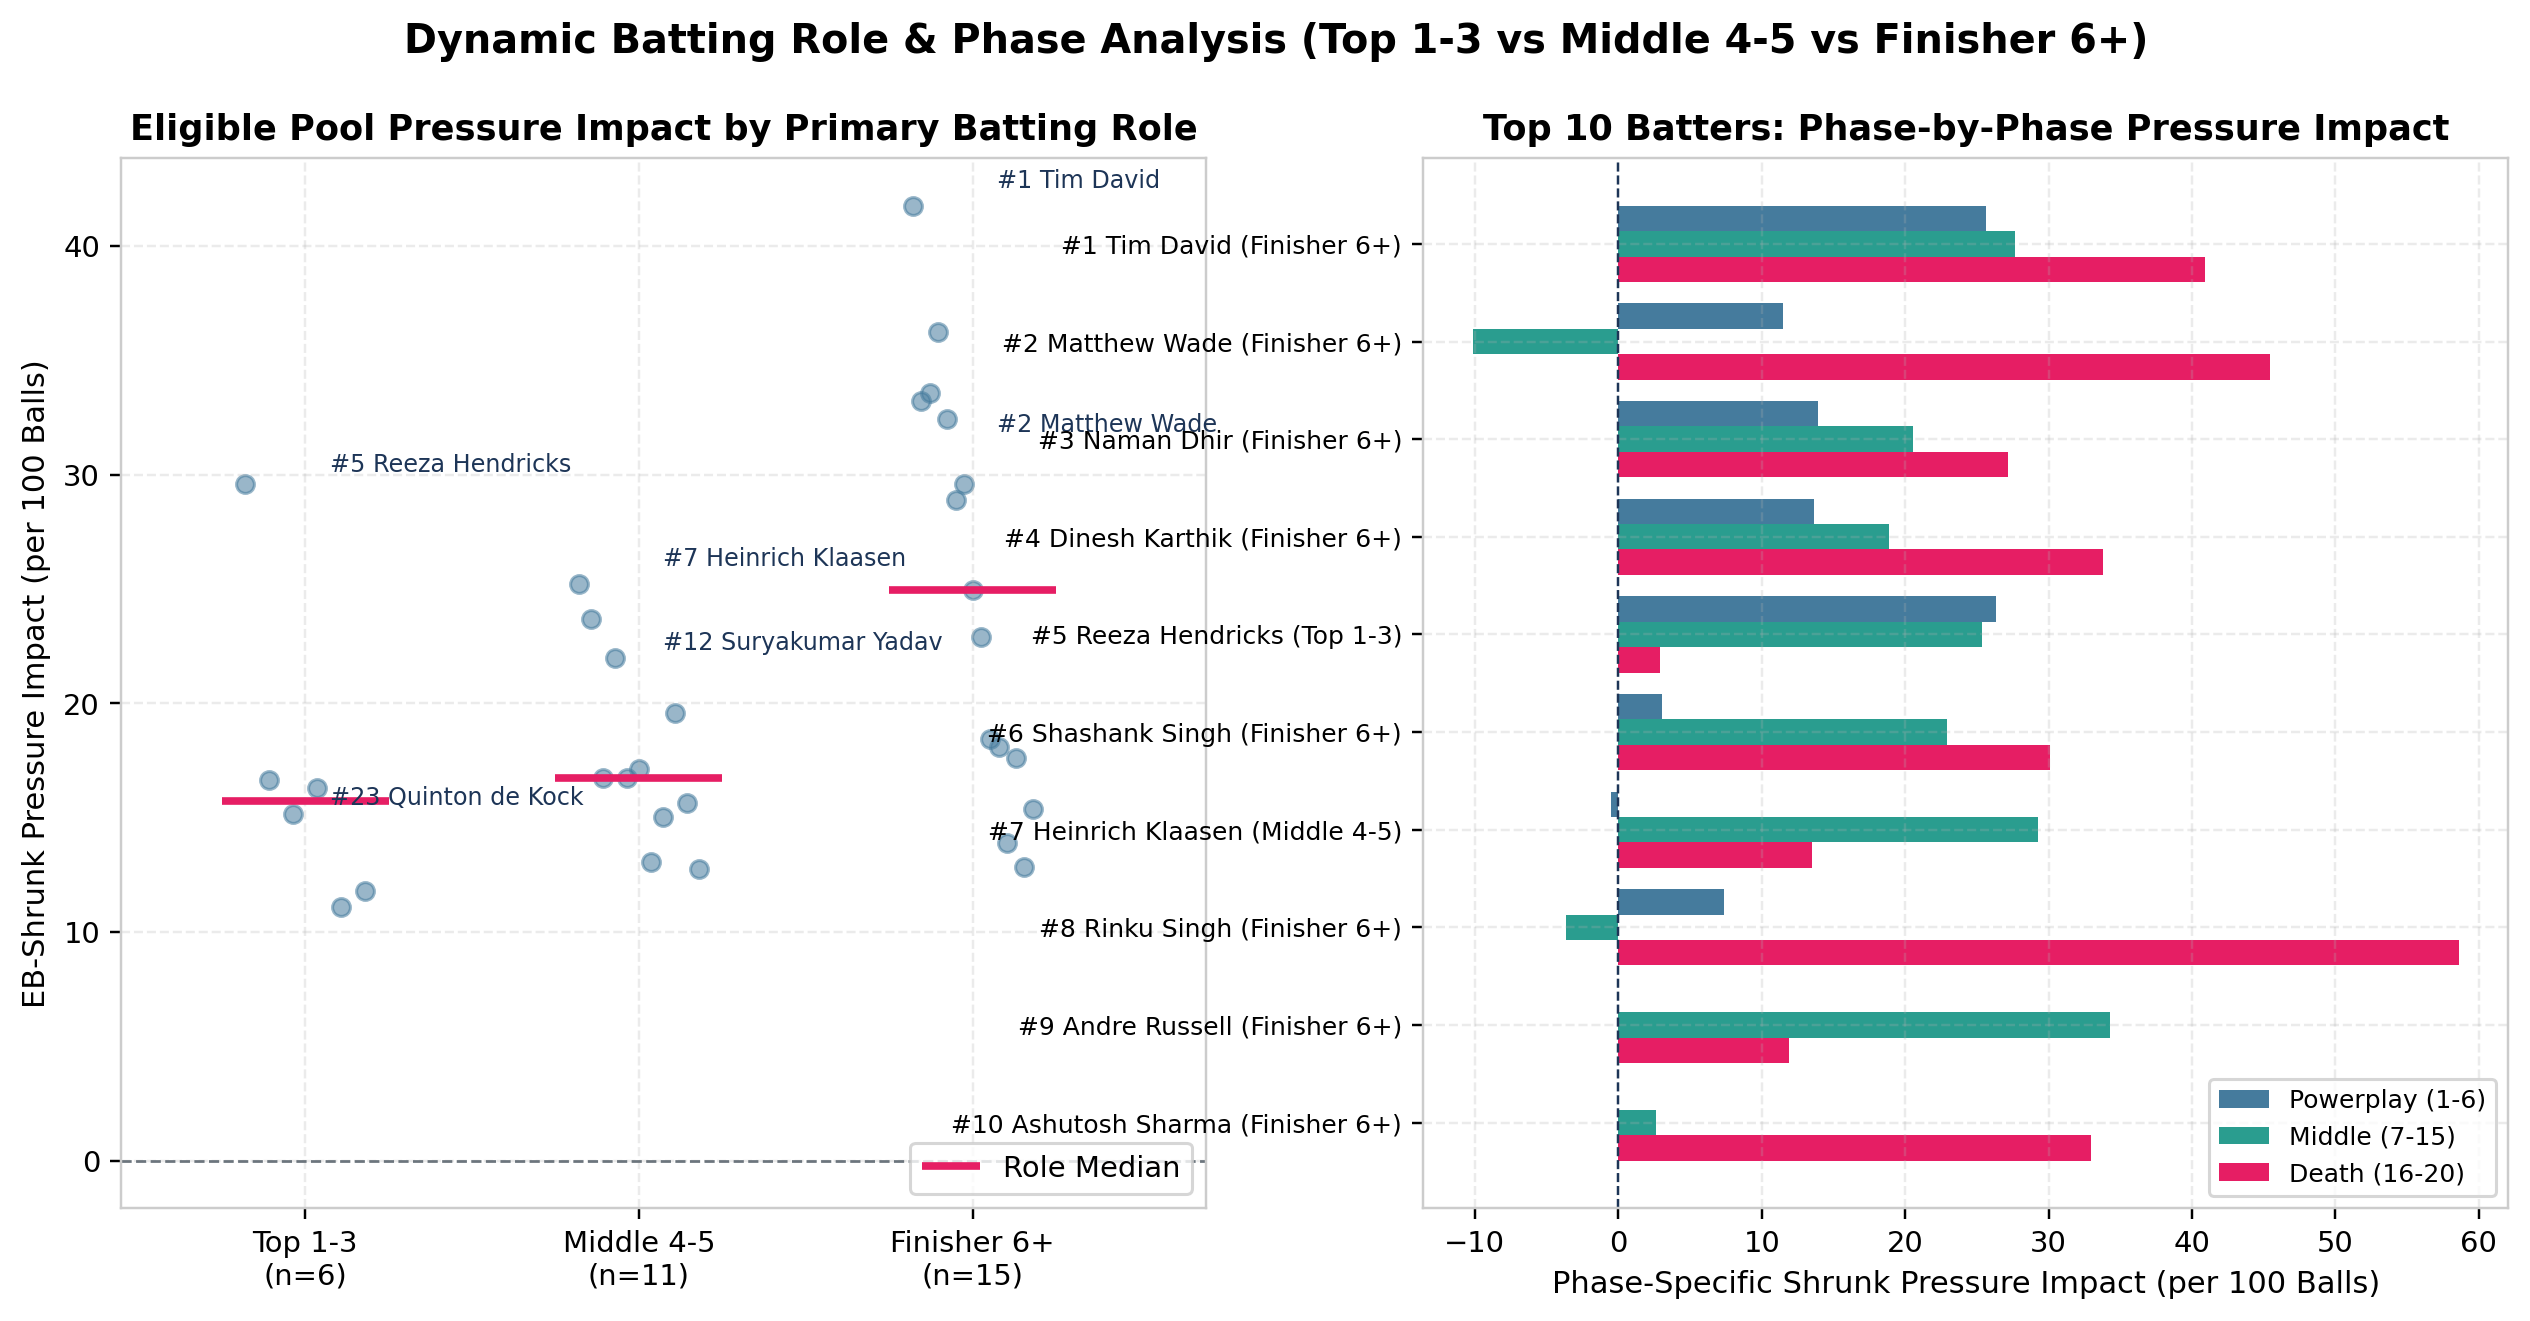 Dynamic Batting Role & Phase Analysis (Top 1-3 vs Middle 4-5 vs Finisher 6+)
Eligible Pool Pressure Impact by Primary Batting Role
EB-Shrunk Pressure Impact (per 100 Balls)
40
30
20
10
0
#1 Tim David
#2 Matthew Wade
#5 Reeza Hendricks
#7 Heinrich Klaasen
#12 Suryakumar Yadav
#23 Quinton de Kock
Role Median
Top 1-3
(n=6)
Middle 4-5
(n=11)
Finisher 6+
(n=15)
Top 10 Batters: Phase-by-Phase Pressure Impact
#1 Tim David (Finisher 6+)
#2 Matthew Wade (Finisher 6+)
#3 Naman Dhir (Finisher 6+)
#4 Dinesh Karthik (Finisher 6+)
#5 Reeza Hendricks (Top 1-3)
#6 Shashank Singh (Finisher 6+)
#7 Heinrich Klaasen (Middle 4-5)
#8 Rinku Singh (Finisher 6+)
#9 Andre Russell (Finisher 6+)
#10 Ashutosh Sharma (Finisher 6+)
Powerplay (1-6)
Middle (7-15)
Death (16-20)
−10 0 10 20 30 40 50 60
Phase-Specific Shrunk Pressure Impact (per 100 Balls)